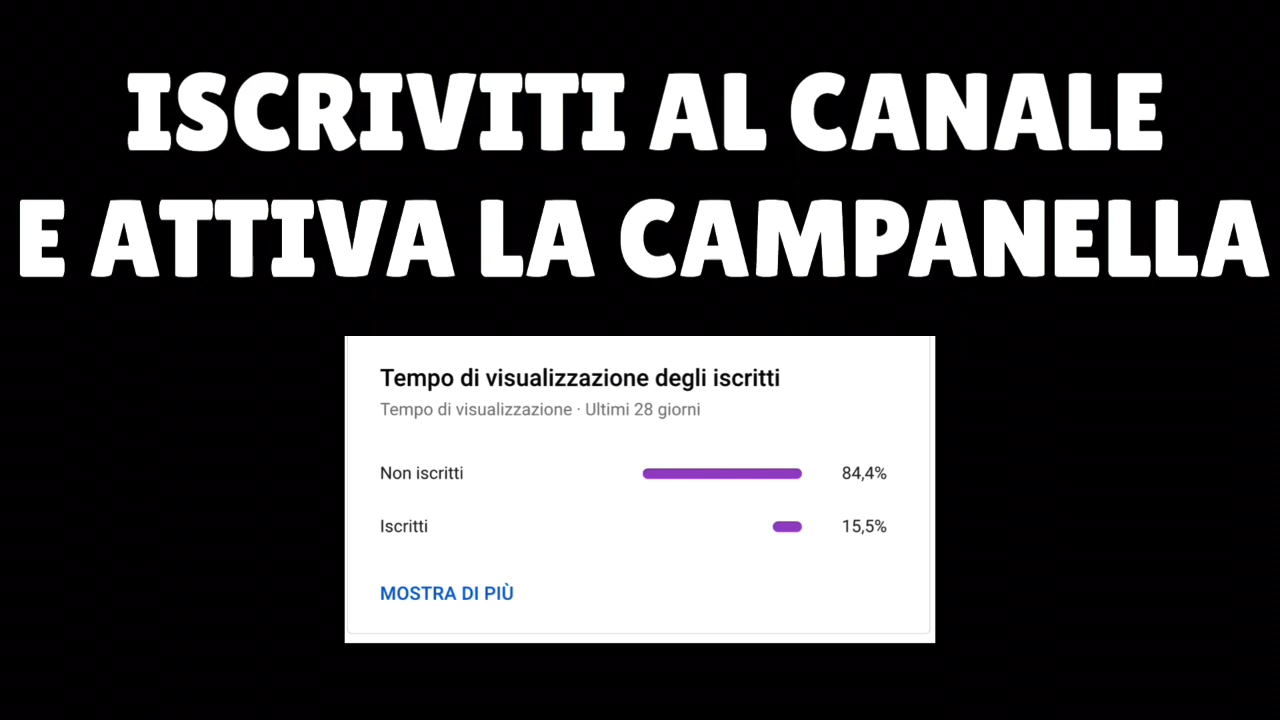 ISCRIVITI AL CANALE
E ATTIVA LA CAMPANELLA
Tempo di visualizzazione degli iscritti
Tempo di visualizzazione · Ultimi 28 giorni
Non iscritti 84,4%
Iscritti 15,5%
MOSTRA DI PIÙ